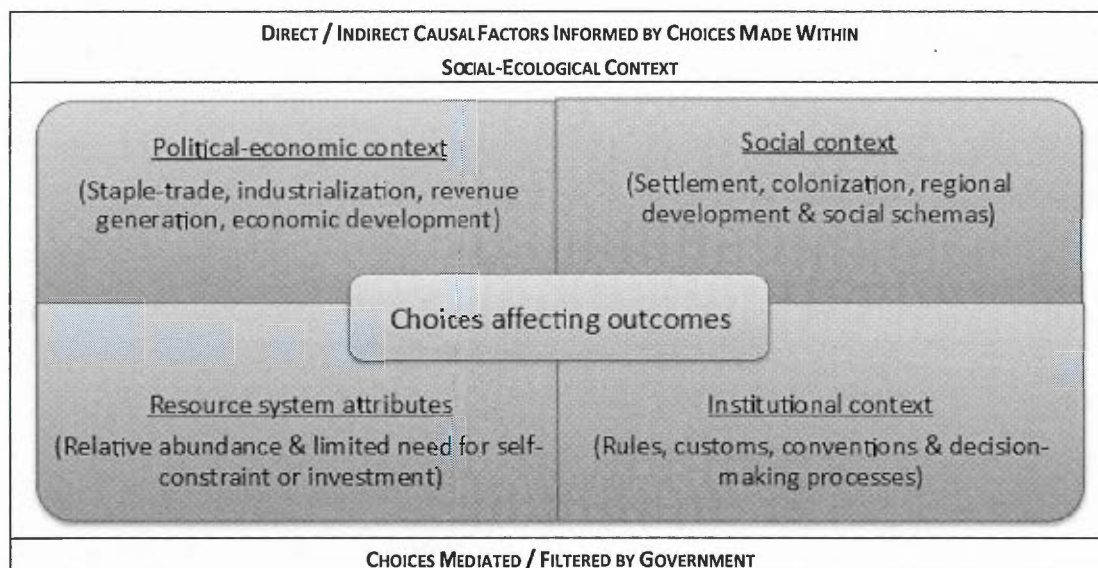 DIRECT / INDIRECT CAUSAL FACTORS INFORMED BY CHOICES MADE WITHIN
SOCIAL-ECOLOGICAL CONTEXT
Political-economic context
(Staple-trade, industrialization, revenue
generation, economic development)
Social context
(Settlement, colonization, regional
development & social schemas)
Choices affecting outcomes
Resource system attributes
(Relative abundance & limited need for self-
constraint or investment)
Institutional context
(Rules, customs, conventions & decision-
making processes)
CHOICES MEDIATED / FILTERED BY GOVERNMENT